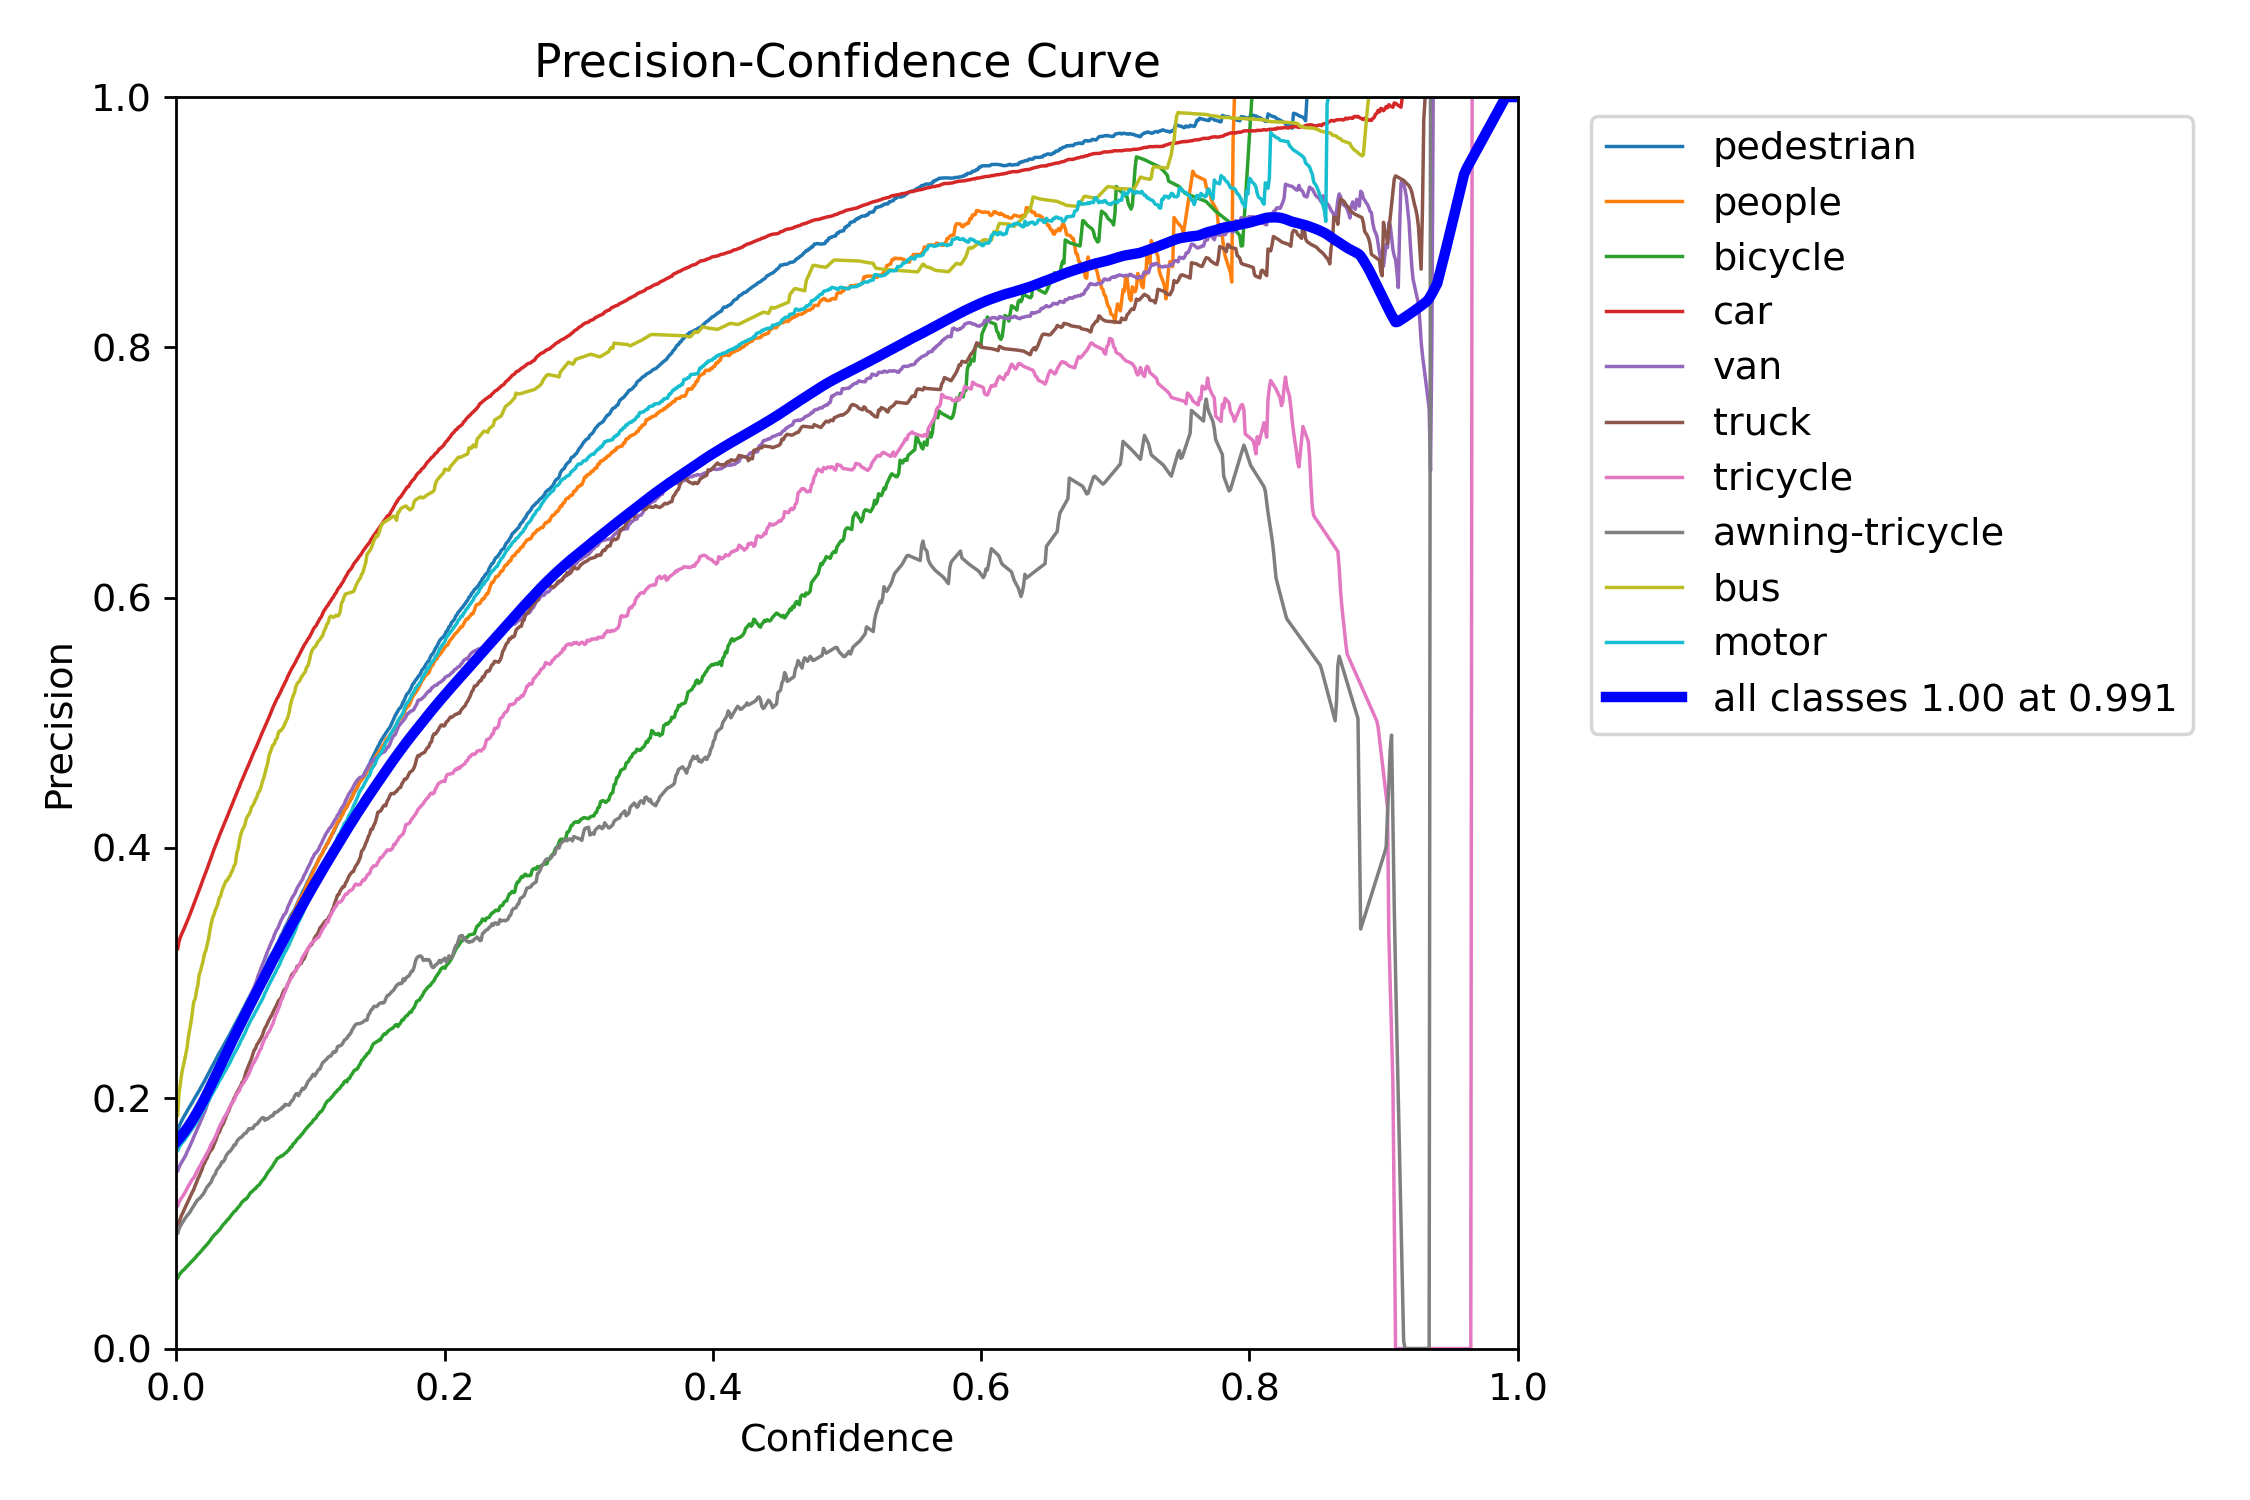 Precision-Confidence Curve
1.0
0.8
0.6
0.4
0.2
0.0
Precision
0.0 0.2 0.4 0.6 0.8 1.0
Confidence
pedestrian
people
bicycle
car
van
truck
tricycle
awning-tricycle
bus
motor
all classes 1.00 at 0.991